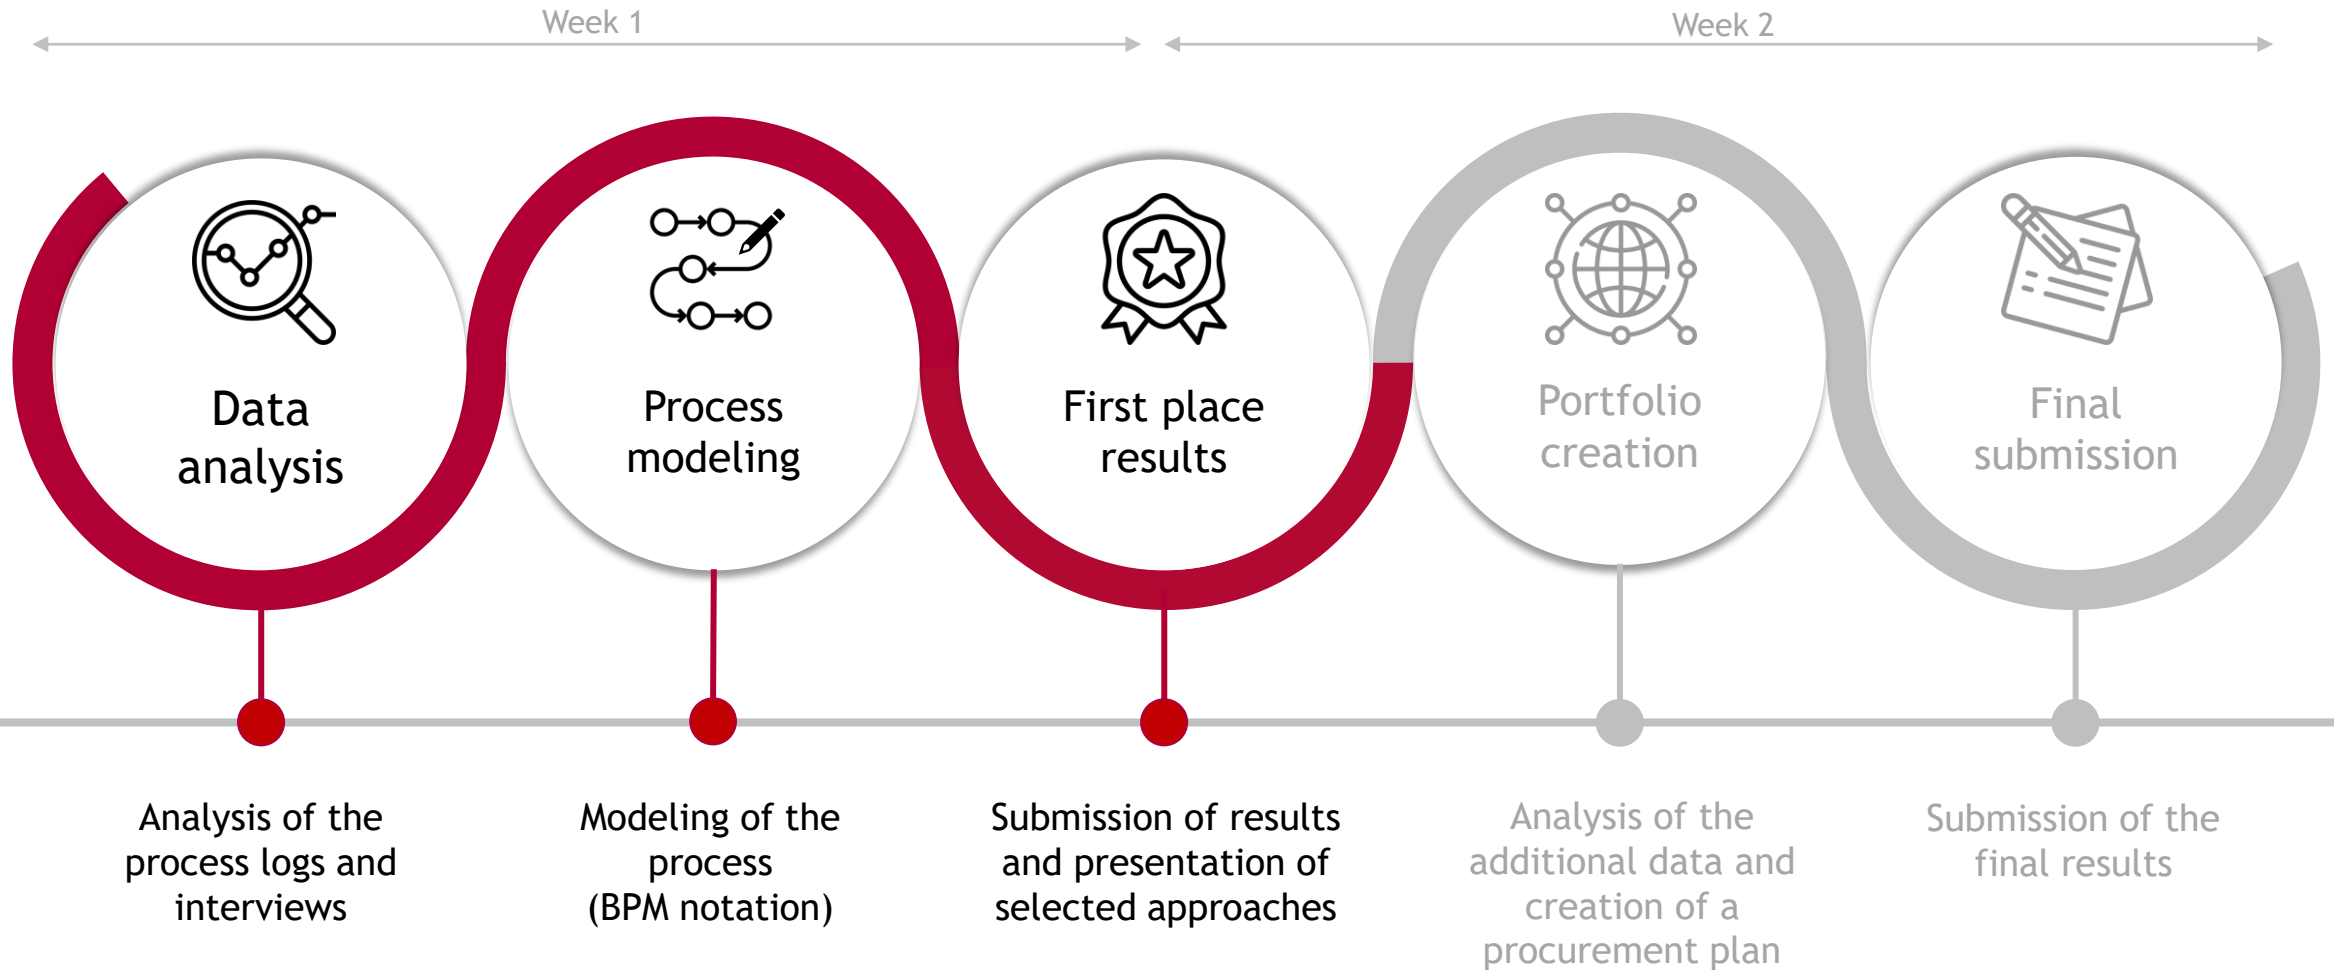 Week 1
Week 2
Data
analysis
Process
modeling
First place
results
Portfolio
creation
Final
submission
Analysis of the
process logs and
interviews
Modeling of the
process
(BPM notation)
Submission of results
and presentation of
selected approaches
Analysis of the
additional data and
creation of a
procurement plan
Submission of the
final results